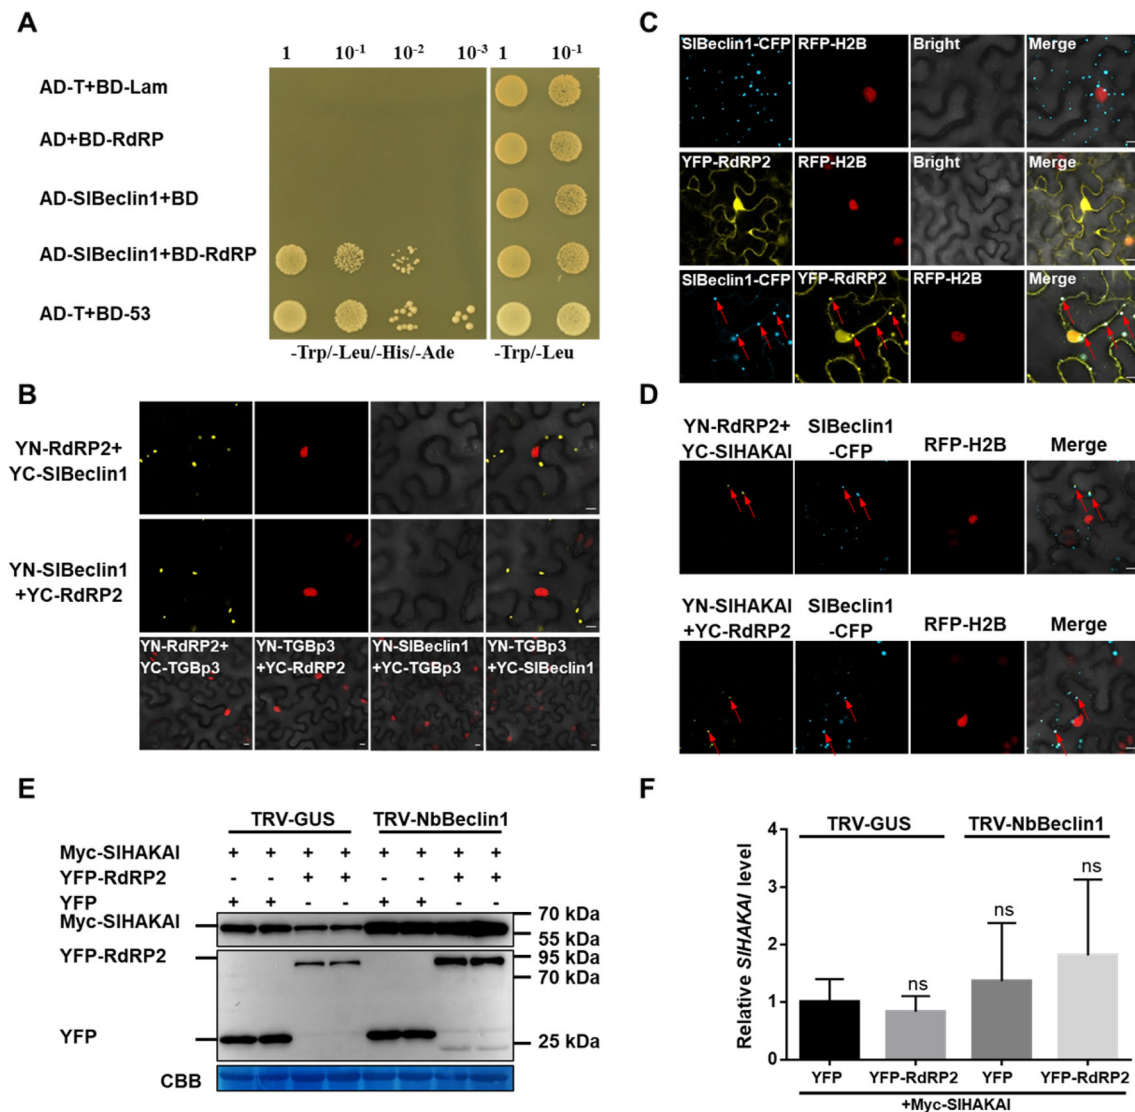 A
1 10-1 10-2 10-3 1 10-1
AD-T+BD-Lam
AD+BD-RdRP
AD-SlBeclin1+BD
AD-SlBeclin1+BD-RdRP
AD-T+BD-53
-Trp/-Leu/-His/-Ade -Trp/-Leu
B
YN-RdRP2+
YC-SlBeclin1
YN-SlBeclin1
+YC-RdRP2
YN-RdRP2+ YN-TGBp3 YN-SlBeclin1 YN-TGBp3
YC-TGBp3 +YC-RdRP2 +YC-TGBp3 +YC-SlBeclin1
C
SlBeclin1-CFP RFP-H2B Bright Merge
YFP-RdRP2 RFP-H2B Bright Merge
SlBeclin1-CFP YFP-RdRP2 RFP-H2B Merge
D
YN-RdRP2+ SlBeclin1
YC-SlHAKAI -CFP RFP-H2B Merge
YN-SlHAKAI SlBeclin1
+YC-RdRP2 -CFP RFP-H2B Merge
E
TRV-GUS TRV-NbBeclin1
Myc-SlHAKAI + + + + + + + +
YFP-RdRP2 - - + + - - + +
YFP + + - - + + - -
Myc-SlHAKAI 70 kDa
55 kDa
YFP-RdRP2 95 kDa
70 kDa
YFP 25 kDa
CBB
F
TRV-GUS TRV-NbBeclin1
Relative SlHAKAI level
4
3
2
1
0
ns ns ns
YFP YFP-RdRP2 YFP YFP-RdRP2
+Myc-SlHAKAI